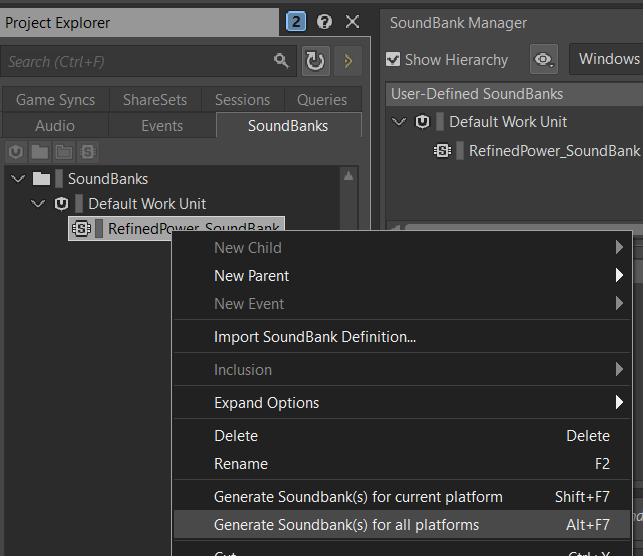 Project Explorer
2
SoundBank Manager
Search (Ctrl+F)
Show Hierarchy
Windows
Game Syncs
ShareSets
Sessions
Queries
Audio
Events
SoundBanks
User-Defined SoundBanks
Default Work Unit
RefinedPower_SoundBank
SoundBanks
Default Work Unit
RefinedPower_SoundBank
New Child
New Parent
New Event
Import SoundBank Definition...
Inclusion
Expand Options
Delete Delete
Rename F2
Generate Soundbank(s) for current platform Shift+F7
Generate Soundbank(s) for all platforms Alt+F7
Cut Ctrl+X